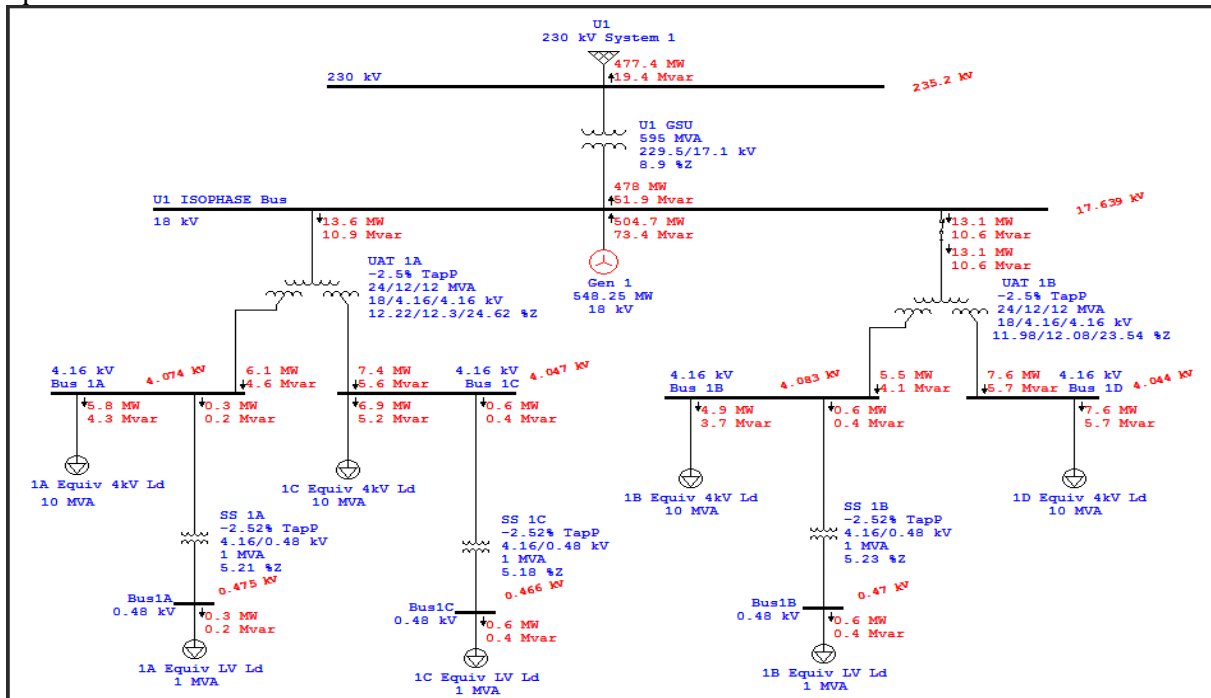 U1
230 kV System 1
477.4 MW
19.4 Mvar
230 kV
235.2 kV
U1 GSU
595 MVA
229.5/17.1 kV
8.9 %Z
478 MW
51.9 Mvar
U1 ISOPHASE Bus
18 kV
17.639 kV
13.6 MW
10.9 Mvar
504.7 MW
73.4 Mvar
13.1 MW
10.6 Mvar
13.1 MW
10.6 Mvar
UAT 1A
-2.5% TapP
24/12/12 MVA
18/4.16/4.16 kV
12.22/12.3/24.62 %Z
Gen 1
548.25 MW
18 kV
UAT 1B
-2.5% TapP
24/12/12 MVA
18/4.16/4.16 kV
11.98/12.08/23.54 %Z
4.16 kV
Bus 1A
4.074 kV
6.1 MW
4.6 Mvar
7.4 MW
5.6 Mvar
4.16 kV
Bus 1C
4.047 kV
4.16 kV
Bus 1B
4.083 kV
5.5 MW
4.1 Mvar
7.6 MW
5.7 Mvar
4.16 kV
Bus 1D
4.044 kV
5.8 MW
4.3 Mvar
0.3 MW
0.2 Mvar
6.9 MW
5.2 Mvar
0.6 MW
0.4 Mvar
4.9 MW
3.7 Mvar
0.6 MW
0.4 Mvar
7.6 MW
5.7 Mvar
1A Equiv 4kV Ld
10 MVA
1C Equiv 4kV Ld
10 MVA
1B Equiv 4kV Ld
10 MVA
1D Equiv 4kV Ld
10 MVA
SS 1A
-2.52% TapP
4.16/0.48 kV
1 MVA
5.21 %Z
SS 1C
-2.52% TapP
4.16/0.48 kV
1 MVA
5.18 %Z
SS 1B
-2.52% TapP
4.16/0.48 kV
1 MVA
5.23 %Z
Bus1A
0.48 kV
0.475 kV
0.3 MW
0.2 Mvar
Bus1C
0.48 kV
0.466 kV
0.6 MW
0.4 Mvar
Bus1B
0.48 kV
0.47 kV
0.6 MW
0.4 Mvar
1A Equiv LV Ld
1 MVA
1C Equiv LV Ld
1 MVA
1B Equiv LV Ld
1 MVA